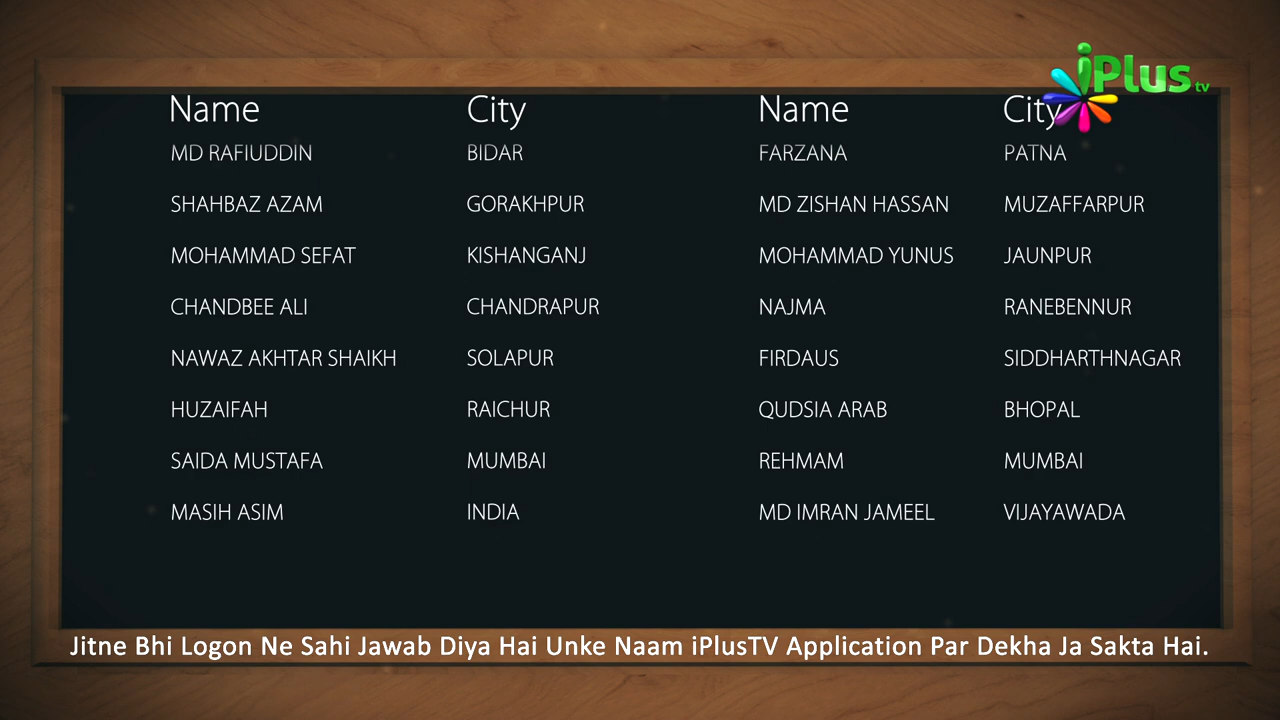 iPlus tv
Name City Name City
MD RAFIUDDIN BIDAR FARZANA PATNA
SHAHBAZ AZAM GORAKHPUR MD ZISHAN HASSAN MUZAFFARPUR
MOHAMMAD SEFAT KISHANGANJ MOHAMMAD YUNUS JAUNPUR
CHANDBEE ALI CHANDRAPUR NAJMA RANEBENNUR
NAWAZ AKHTAR SHAIKH SOLAPUR FIRDAUS SIDDHARTHNAGAR
HUZAIFAH RAICHUR QUDSIA ARAB BHOPAL
SAIDA MUSTAFA MUMBAI REHMAM MUMBAI
MASIH ASIM INDIA MD IMRAN JAMEEL VIJAYAWADA
Jitne Bhi Logon Ne Sahi Jawab Diya Hai Unke Naam iPlusTV Application Par Dekha Ja Sakta Hai.